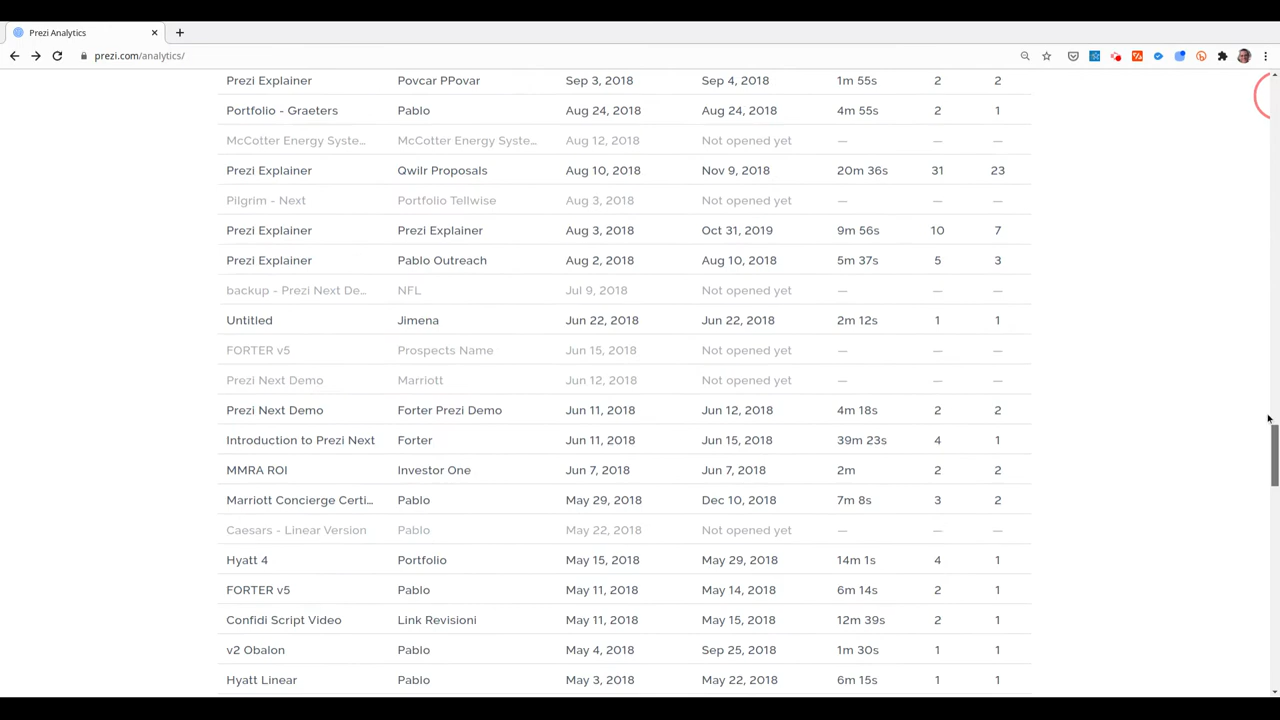 Prezi Analytics
prezi.com/analytics/
Prezi Explainer Povcar PPovar Sep 3, 2018 Sep 4, 2018 1m 55s 2 2
Portfolio - Graeters Pablo Aug 24, 2018 Aug 24, 2018 4m 55s 2 1
McCotter Energy Syste... McCotter Energy Syste... Aug 12, 2018 Not opened yet — — —
Prezi Explainer Qwilr Proposals Aug 10, 2018 Nov 9, 2018 20m 36s 31 23
Pilgrim - Next Portfolio Tellwise Aug 3, 2018 Not opened yet — — —
Prezi Explainer Prezi Explainer Aug 3, 2018 Oct 31, 2019 9m 56s 10 7
Prezi Explainer Pablo Outreach Aug 2, 2018 Aug 10, 2018 5m 37s 5 3
backup - Prezi Next De... NFL Jul 9, 2018 Not opened yet — — —
Untitled Jimena Jun 22, 2018 Jun 22, 2018 2m 12s 1 1
FORTER v5 Prospects Name Jun 15, 2018 Not opened yet — — —
Prezi Next Demo Marriott Jun 12, 2018 Not opened yet — — —
Prezi Next Demo Forter Prezi Demo Jun 11, 2018 Jun 12, 2018 4m 18s 2 2
Introduction to Prezi Next Forter Jun 11, 2018 Jun 15, 2018 39m 23s 4 1
MMRA ROI Investor One Jun 7, 2018 Jun 7, 2018 2m 2 2
Marriott Concierge Certi... Pablo May 29, 2018 Dec 10, 2018 7m 8s 3 2
Caesars - Linear Version Pablo May 22, 2018 Not opened yet — — —
Hyatt 4 Portfolio May 15, 2018 May 29, 2018 14m 1s 4 1
FORTER v5 Pablo May 11, 2018 May 14, 2018 6m 14s 2 1
Confidi Script Video Link Revisioni May 11, 2018 May 15, 2018 12m 39s 2 1
v2 Obalon Pablo May 4, 2018 Sep 25, 2018 1m 30s 1 1
Hyatt Linear Pablo May 3, 2018 May 22, 2018 6m 15s 1 1